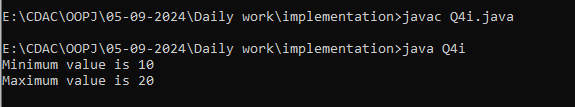 E:\CDAC\OOPJ\05-09-2024\Daily work\implementation>javac Q4i.java
E:\CDAC\OOPJ\05-09-2024\Daily work\implementation>java Q4i
Minimum value is 10
Maximum value is 20